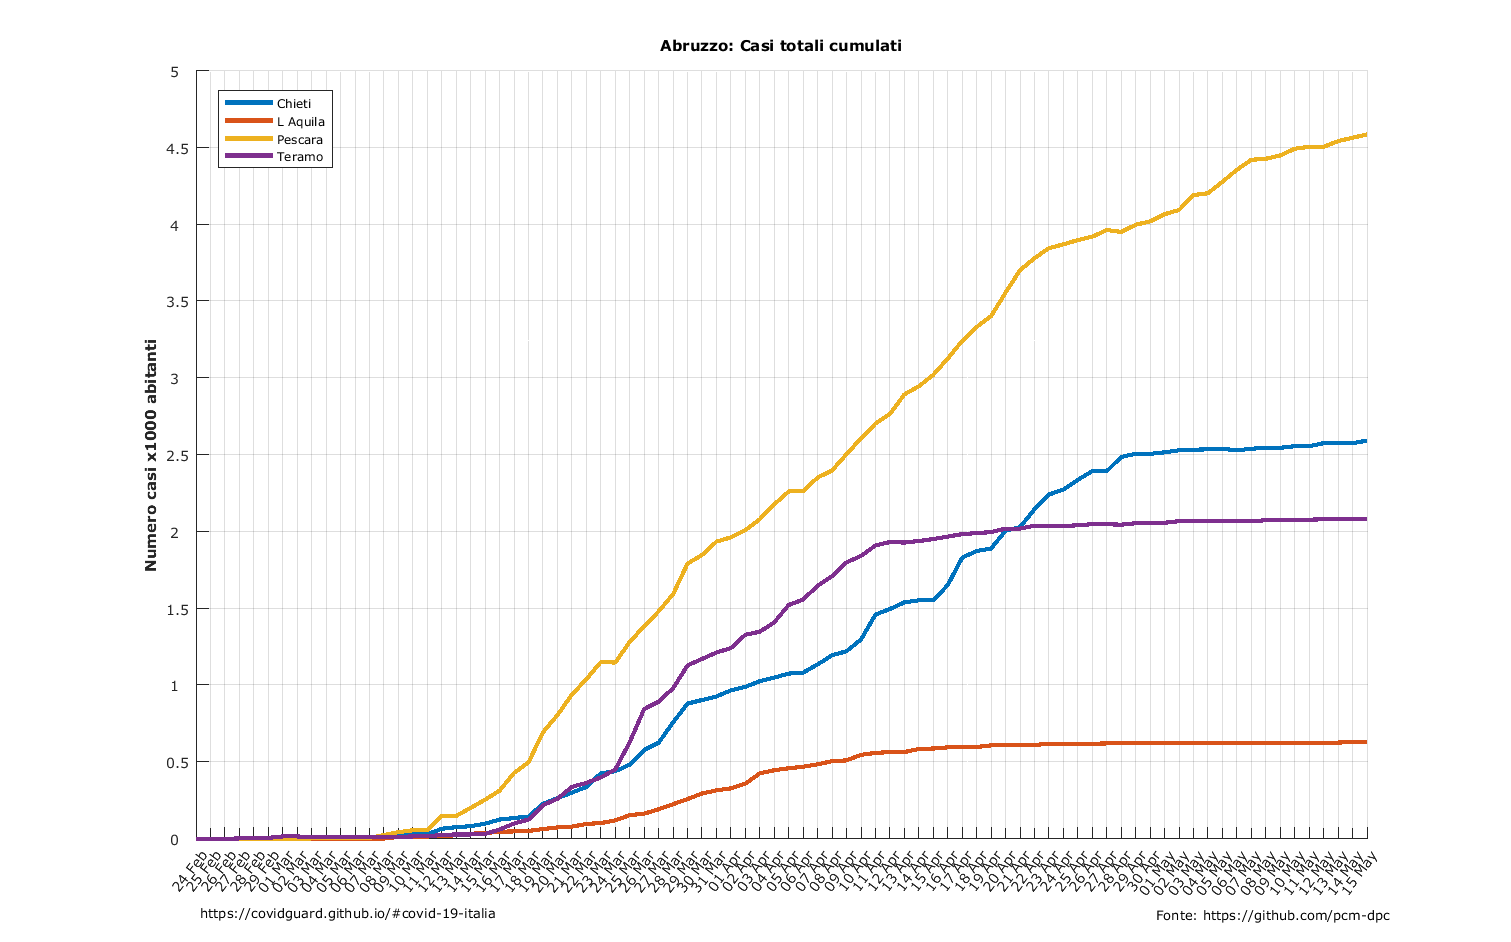 Abruzzo: Casi totali cumulati
5
4.5
4
3.5
3
2.5
2
1.5
1
0.5
0
Numero casi x1000 abitanti
Chieti
L Aquila
Pescara
Teramo
24 Feb
25 Feb
26 Feb
27 Feb
28 Feb
29 Feb
01 Mar
02 Mar
03 Mar
04 Mar
05 Mar
06 Mar
07 Mar
08 Mar
09 Mar
10 Mar
11 Mar
12 Mar
13 Mar
14 Mar
15 Mar
16 Mar
17 Mar
18 Mar
19 Mar
20 Mar
21 Mar
22 Mar
23 Mar
24 Mar
25 Mar
26 Mar
27 Mar
28 Mar
29 Mar
30 Mar
31 Mar
01 Apr
02 Apr
03 Apr
04 Apr
05 Apr
06 Apr
07 Apr
08 Apr
09 Apr
10 Apr
11 Apr
12 Apr
13 Apr
14 Apr
15 Apr
16 Apr
17 Apr
18 Apr
19 Apr
20 Apr
21 Apr
22 Apr
23 Apr
24 Apr
25 Apr
26 Apr
27 Apr
28 Apr
29 Apr
30 Apr
01 May
02 May
03 May
04 May
05 May
06 May
07 May
08 May
09 May
10 May
11 May
12 May
13 May
14 May
15 May
https://covidguard.github.io/#covid-19-italia
Fonte: https://github.com/pcm-dpc